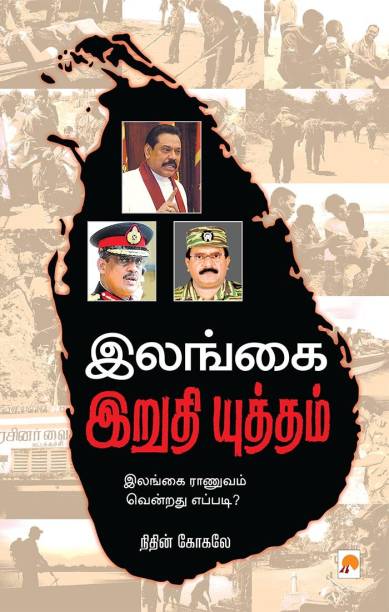 இலங்கை
இறுதி யுத்தம்
இலங்கை ராணுவம்
வென்றது எப்படி?
நிதின் கோகலே